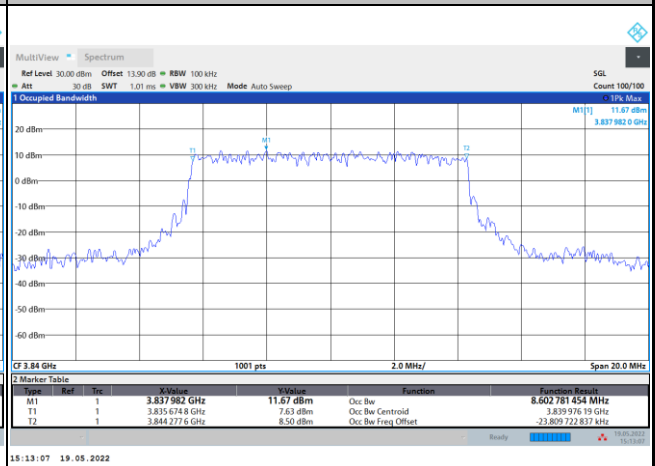 MultiView Spectrum
Ref Level 30.00 dBm Offset 13.90 dB RBW 100 kHz SGL
Att 30 dB SWT 1.01 ms VBW 300 kHz Mode Auto Sweep Count 100/100
1 Occupied Bandwidth 1Pk Max
M1[1] 11.67 dBm
3.837 982 0 GHz
20 dBm
M1
T1 T2
10 dBm
0 dBm
-10 dBm
-20 dBm
-30 dBm
-40 dBm
-50 dBm
-60 dBm
CF 3.84 GHz 1001 pts 2.0 MHz/ Span 20.0 MHz
2 Marker Table
Type Ref Trc X-Value Y-Value Function Function Result
M1 1 3.837 982 GHz 11.67 dBm Occ Bw 8.602 781 454 MHz
T1 1 3.835 674 8 GHz 7.63 dBm Occ Bw Centroid 3.839 976 19 GHz
T2 1 3.844 277 6 GHz 8.50 dBm Occ Bw Freq Offset -23.809 722 837 kHz
Ready 19.05.2022
15:13:07
15:13:07 19.05.2022